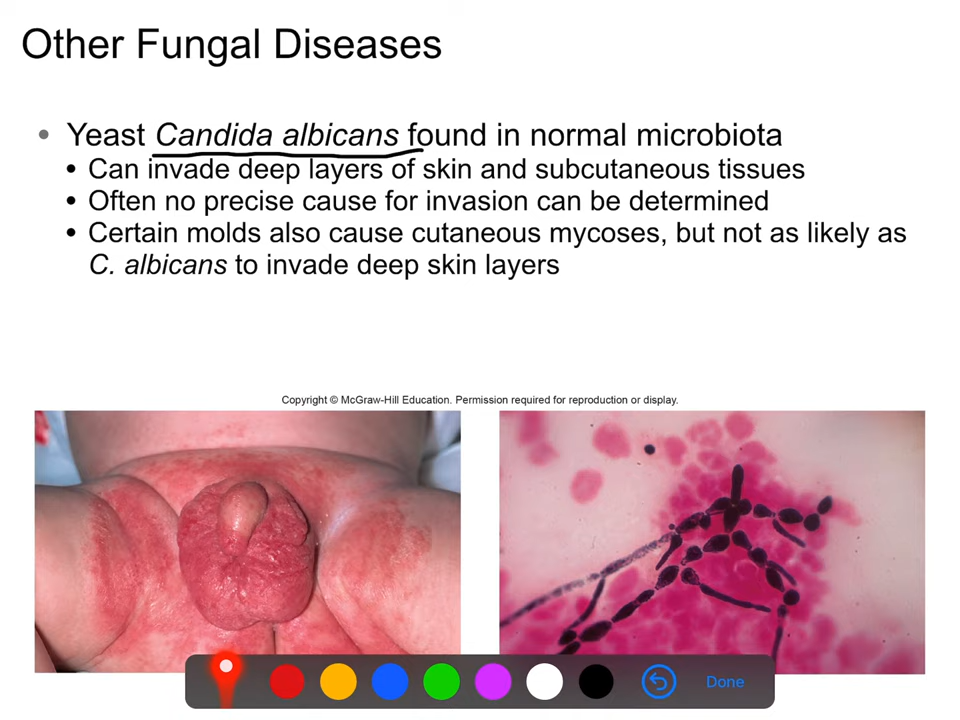 Other Fungal Diseases
• Yeast Candida albicans found in normal microbiota
• Can invade deep layers of skin and subcutaneous tissues
• Often no precise cause for invasion can be determined
• Certain molds also cause cutaneous mycoses, but not as likely as
C. albicans to invade deep skin layers
Copyright © McGraw-Hill Education. Permission required for reproduction or display.
Done